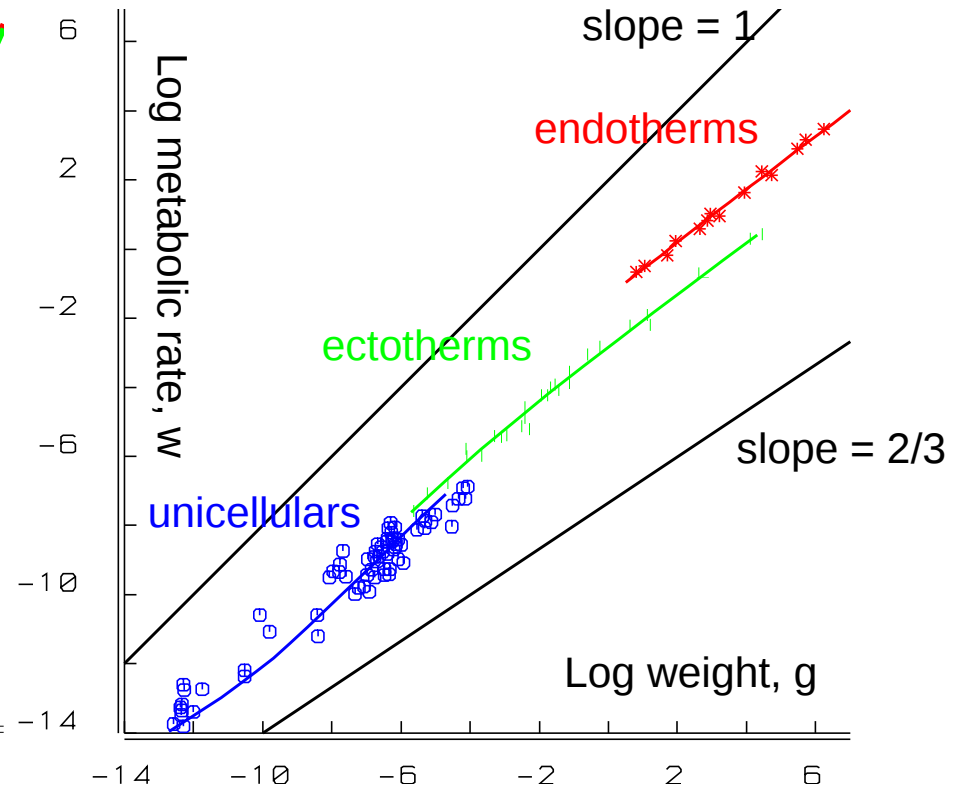 slope = 1
6
Log metabolic rate, w
endotherms
2
-2
ectotherms
-6
slope = 2/3
unicellulars
-10
Log weight, g
-14
-14 -10 -6 -2 2 6